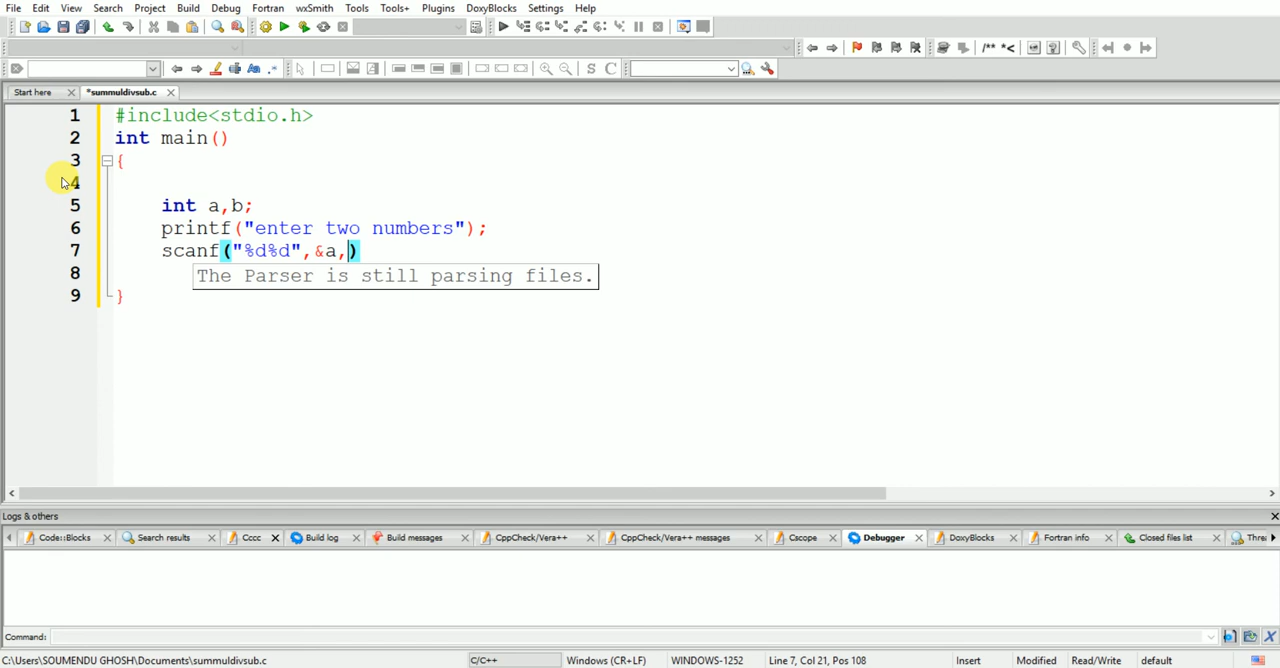 File Edit View Search Project Build Debug Fortran wxSmith Tools Tools+ Plugins DoxyBlocks Settings Help
/** *<
S C
Start here *summuldivsub.c
1 #include<stdio.h>
2 int main()
3 {
4
5 int a,b;
6 printf("enter two numbers");
7 scanf("%d%d",&a,)
8 The Parser is still parsing files.
9 }
Logs & others
Code::Blocks Search results Cccc Build log Build messages CppCheck/Vera++ CppCheck/Vera++ messages Cscope Debugger DoxyBlocks Fortran info Closed files list Threa
Command:
C:\Users\SOUMENDU GHOSH\Documents\summuldivsub.c C/C++ Windows (CR+LF) WINDOWS-1252 Line 7, Col 21, Pos 108 Insert Modified Read/Write default